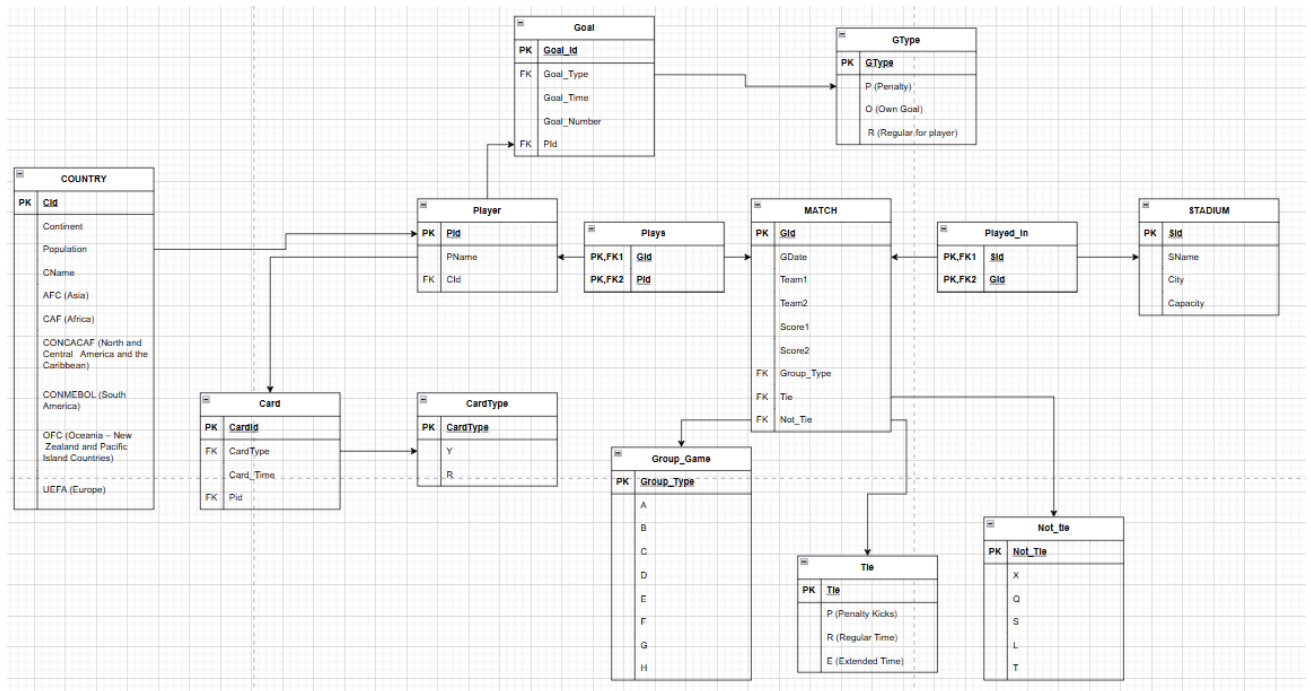 Goal
PK Goal_Id
FK Goal_Type
Goal_Time
Goal_Number
FK PId
GType
PK GType
P (Penalty)
O (Own Goal)
R (Regular for player)
COUNTRY
PK Cid
Continent
Population
CName
AFC (Asia)
CAF (Africa)
CONCACAF (North and
Central America and the
Caribbean)
CONMEBOL (South
America)
OFC (Oceania – New
Zealand and Pacific
Island Countries)
UEFA (Europe)
Player
PK PId
PName
FK CId
Plays
PK,FK1 GId
PK,FK2 PId
MATCH
PK GId
GDate
Team1
Team2
Score1
Score2
FK Group_Type
FK Tie
FK Not_Tie
Played_In
PK,FK1 SId
PK,FK2 GId
STADIUM
PK SId
SName
City
Capacity
Card
PK CardId
FK CardType
Card_Time
FK Pid
CardType
PK CardType
Y
R
Group_Game
PK Group_Type
A
B
C
D
E
F
G
H
Tie
PK Tie
P (Penalty Kicks)
R (Regular Time)
E (Extended Time)
Not_tie
PK Not_Tie
X
Q
S
L
T